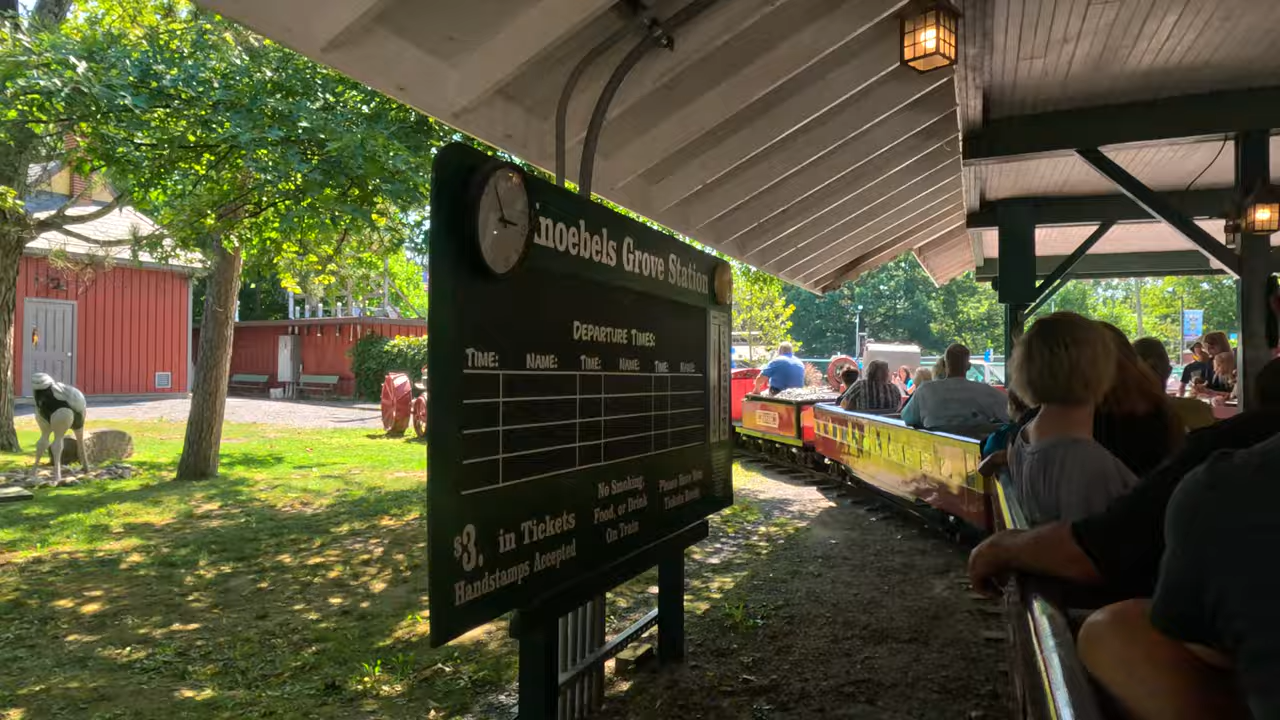 noebels Grove Station
DEPARTURE TIMES:
TIME: NAME: TIME: NAME: TIME: NAME:
No Smoking,
Food, or Drink
On Train
Please Have Your
Tickets Ready
$3. in Tickets
Handstamps Accepted